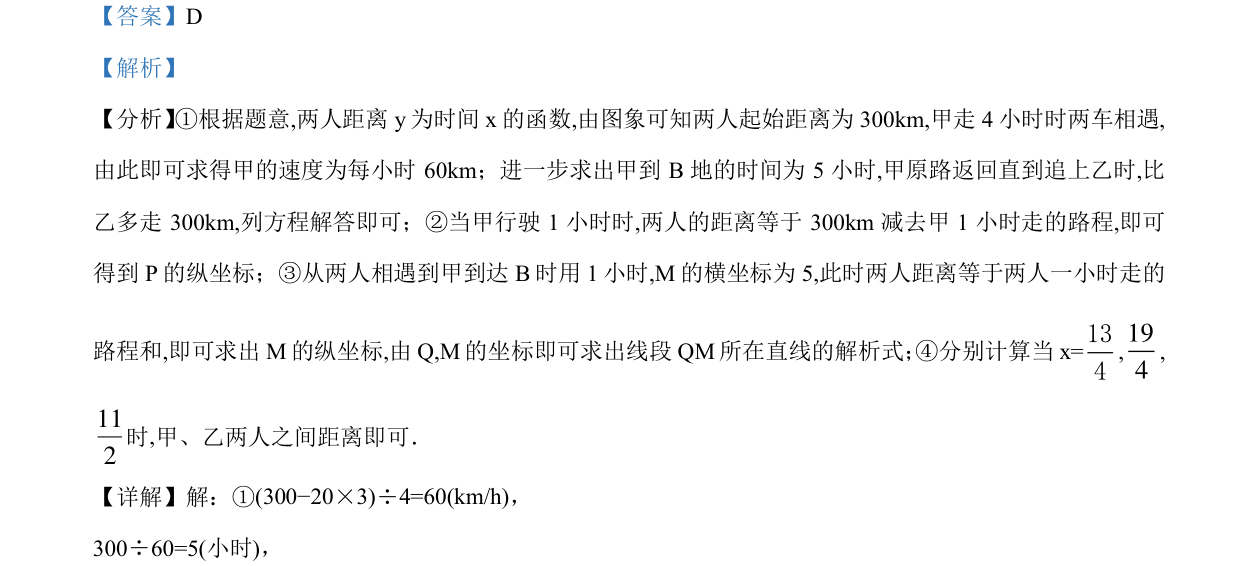 【答案】D
【解析】
【分析】①根据题意,两人距离 y 为时间 x 的函数,由图象可知两人起始距离为 300km,甲走 4 小时时两车相遇,
由此即可求得甲的速度为每小时 60km；进一步求出甲到 B 地的时间为 5 小时,甲原路返回直到追上乙时,比
乙多走 300km,列方程解答即可；②当甲行驶 1 小时时,两人的距离等于 300km 减去甲 1 小时走的路程,即可
得到 P 的纵坐标；③从两人相遇到甲到达 B 时用 1 小时,M 的横坐标为 5,此时两人距离等于两人一小时走的
路程和,即可求出 M 的纵坐标,由 Q,M 的坐标即可求出线段 QM 所在直线的解析式；④分别计算当 x=13/4,19/4,
11/2时,甲、乙两人之间距离即可.
【详解】解：①(300−20×3)÷4=60(km/h)，
300÷60=5(小时)，